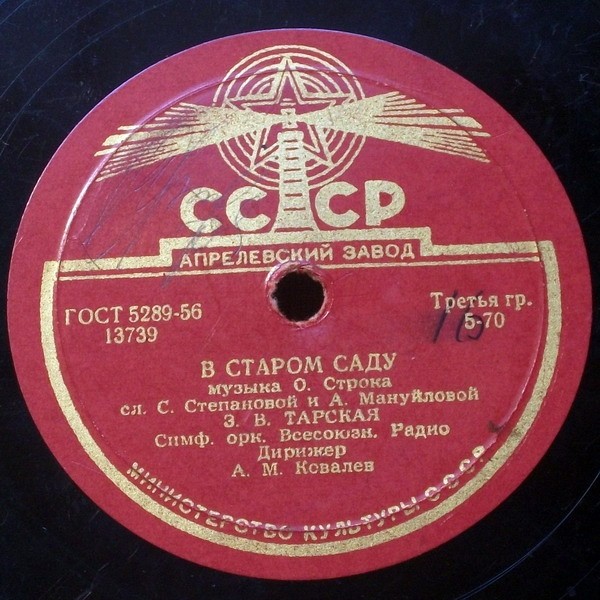 СССР
АПРЕЛЕВСКИЙ ЗАВОД
ГОСТ 5289-56
13739
Третья гр.
5-70
16
В СТАРОМ САДУ
музыка О. Строка
сл. С. Степановой и А. Мануйловой
З. В. ТАРСКАЯ
Симф. орк. Всесоюзн. Радио
Дирижер
А. М. Ковалев
МИНИСТЕРСТВО КУЛЬТУРЫ СССР